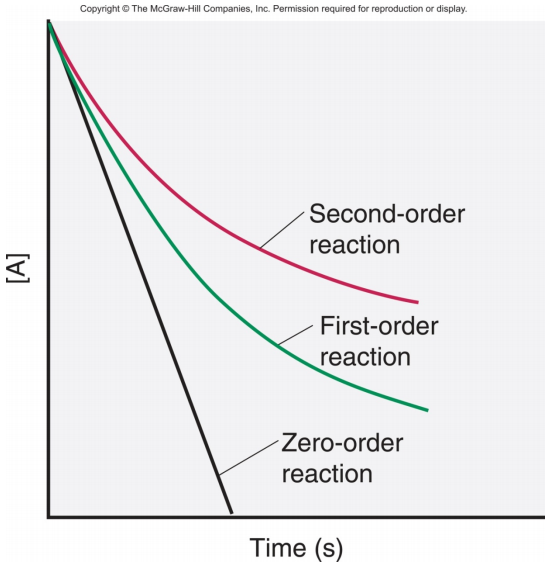 Copyright © The McGraw-Hill Companies, Inc. Permission required for reproduction or display.
[A]
Second-order
reaction
First-order
reaction
Zero-order
reaction
Time (s)